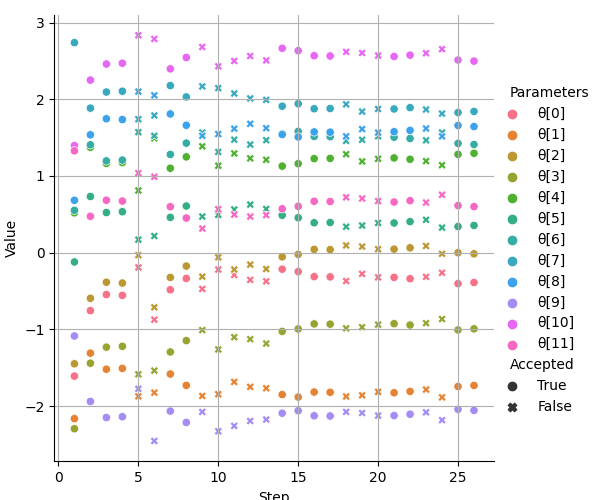 3
2
1
0
−1
−2
Value
0
5
10
15
20
25
Step
Parameters
θ[0]
θ[1]
θ[2]
θ[3]
θ[4]
θ[5]
θ[6]
θ[7]
θ[8]
θ[9]
θ[10]
θ[11]
Accepted
True
False